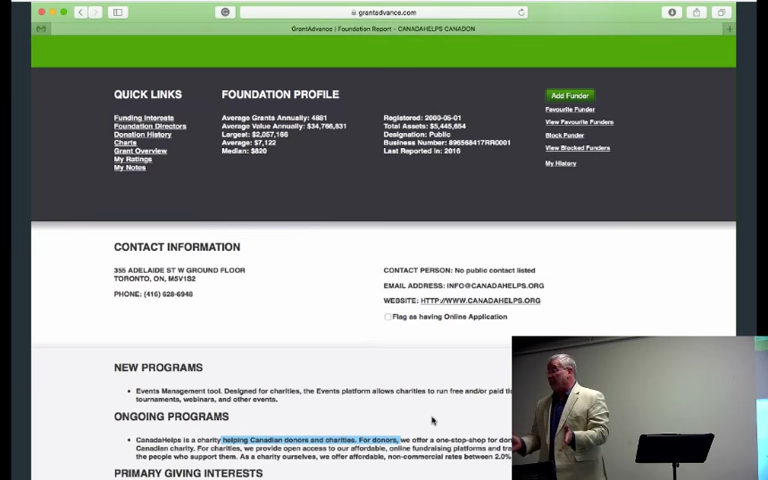 grantadvance.com
GrantAdvance | Foundation Report - CANADAHELPS CANADON
QUICK LINKS
Funding Interests
Foundation Directors
Donation History
Charts
Grant Overview
My Ratings
My Notes
FOUNDATION PROFILE
Average Grants Annually: 4881
Average Value Annually: $34,766,831
Largest: $2,057,166
Average: $7,122
Median: $820
Registered: 2000-05-01
Total Assets: $5,445,654
Designation: Public
Business Number: 896568417RR0001
Last Reported in: 2016
Add Funder
Favourite Funder
View Favourite Funders
Block Funder
View Blocked Funders
My History
CONTACT INFORMATION
355 ADELAIDE ST W GROUND FLOOR
TORONTO, ON, M5V1S2
PHONE: (416) 628-6948
CONTACT PERSON: No public contact listed
EMAIL ADDRESS: INFO@CANADAHELPS.ORG
WEBSITE: HTTP://WWW.CANADAHELPS.ORG
Flag as having Online Application
NEW PROGRAMS
• Events Management tool. Designed for charities, the Events platform allows charities to run free and/or paid
tournaments, webinars, and other events.
ONGOING PROGRAMS
• CanadaHelps is a charity helping Canadian donors and charities. For donors, we offer a one-stop-shop for
Canadian charity. For charities, we provide open access to our affordable, online fundraising platforms and
the people who support them. As a charity ourselves, we offer affordable, non-commercial rates between 2.0%
PRIMARY GIVING INTERESTS